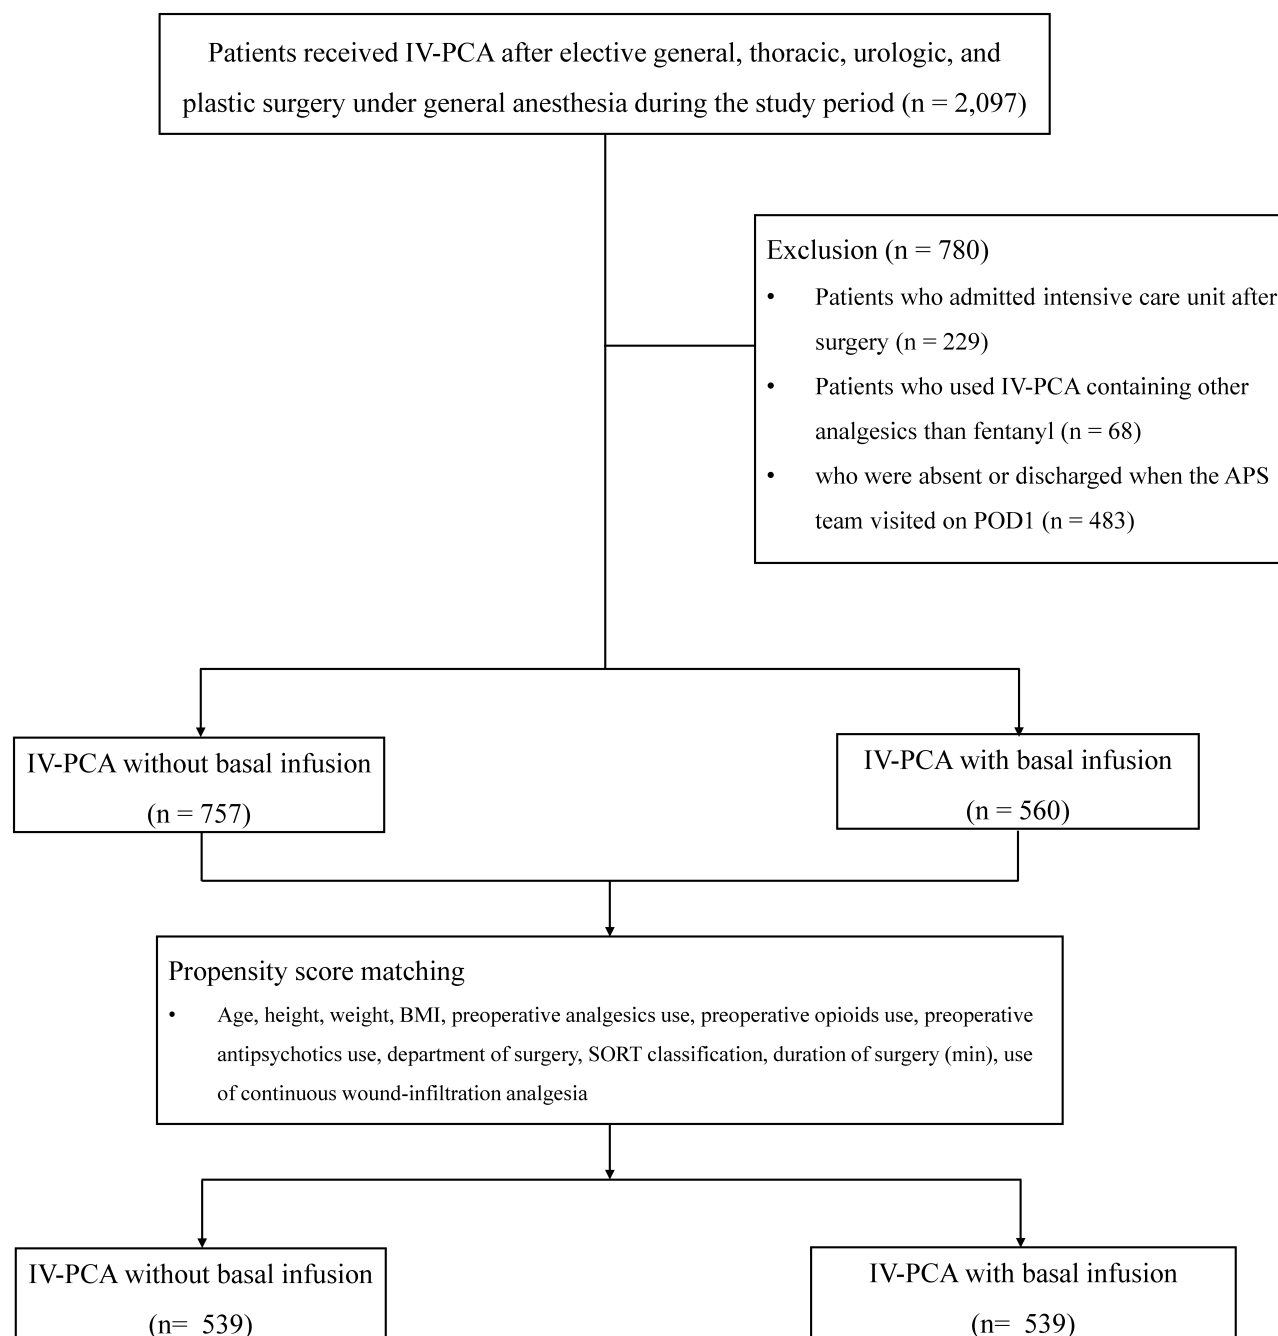 Patients received IV-PCA after elective general, thoracic, urologic, and
plastic surgery under general anesthesia during the study period (n = 2,097)
Exclusion (n = 780)
• Patients who admitted intensive care unit after
surgery (n = 229)
• Patients who used IV-PCA containing other
analgesics than fentanyl (n = 68)
• who were absent or discharged when the APS
team visited on POD1 (n = 483)
IV-PCA without basal infusion
(n = 757)
IV-PCA with basal infusion
(n = 560)
Propensity score matching
• Age, height, weight, BMI, preoperative analgesics use, preoperative opioids use, preoperative
antipsychotics use, department of surgery, SORT classification, duration of surgery (min), use
of continuous wound-infiltration analgesia
IV-PCA without basal infusion
(n= 539)
IV-PCA with basal infusion
(n= 539)